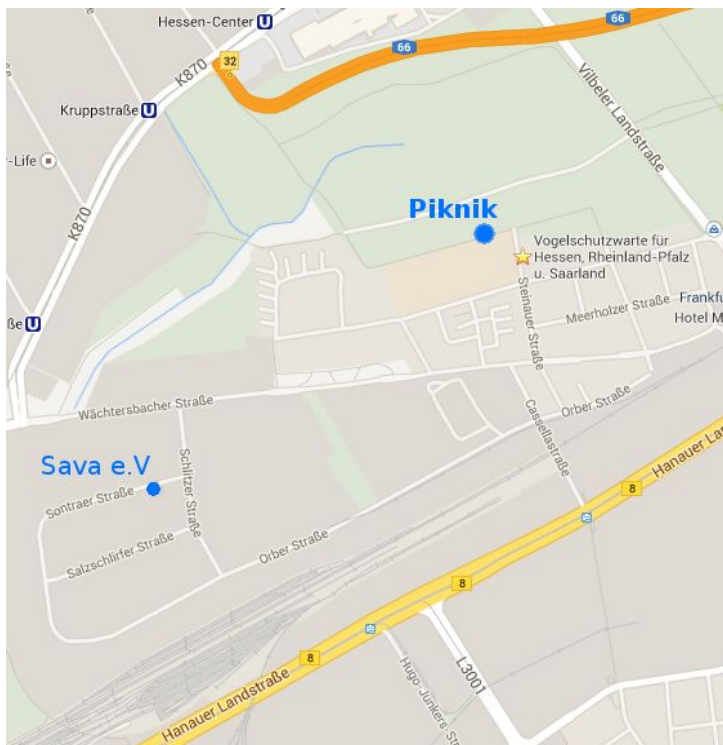 Hessen-Center U
66
66
K870
32
Kruppstraße U
Vilbeler Landstraße
r-Life
Piknik
K870
Vogelschutzwarte für
Hessen, Rheinland-Pfalz
u. Saarland
Steinauer Straße
Frankfu
Meerholzer Straße
Hotel M
ße U
Wächtersbacher Straße
Cassellastraße
Orber Straße
Sava e.V
Schlitzer Straße
Hanauer Lan
8
Sontraer Straße
Orber Straße
Salzschlirfer Straße
8
8
L3001
Hugo-Junkers-Str
Hanauer Landstraße